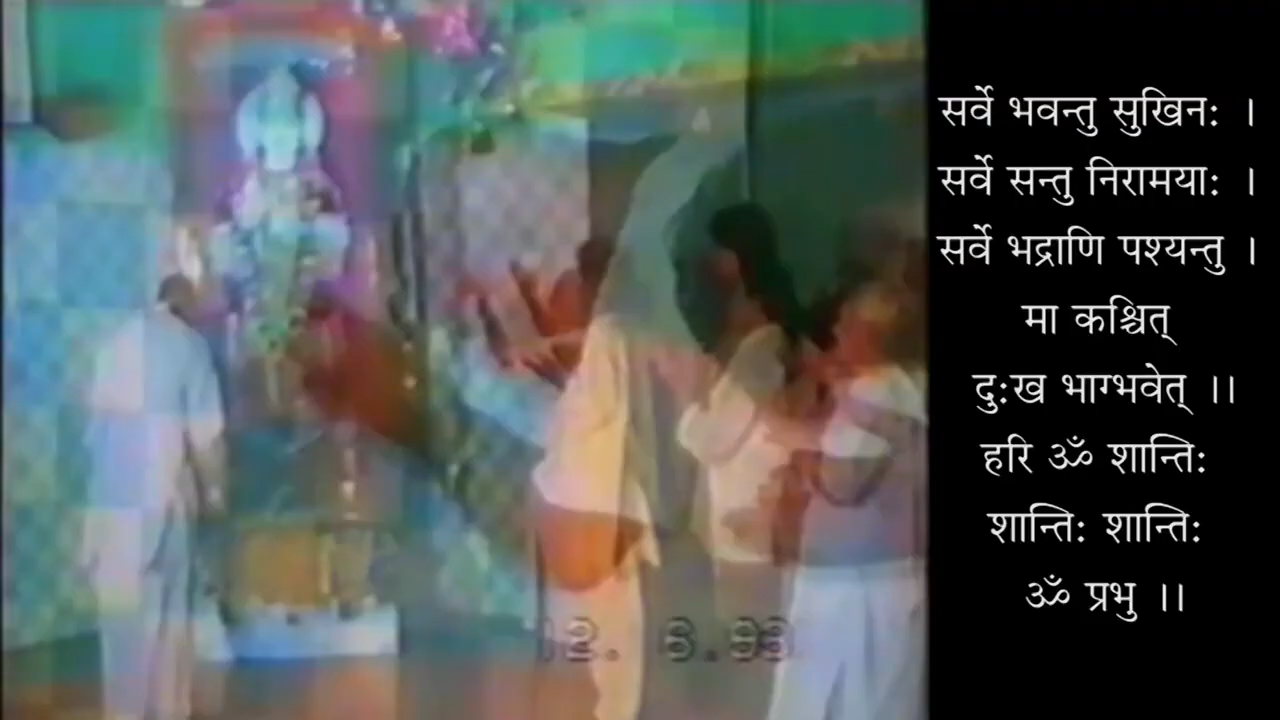 सर्वे भवन्तु सुखिनः ।
सर्वे सन्तु निरामयाः ।
सर्वे भद्राणि पश्यन्तु ।
मा कश्चित्
दुःख भाग्भवेत् ।।
हरि ॐ शान्तिः
शान्तिः शान्तिः
ॐ प्रभु ।।